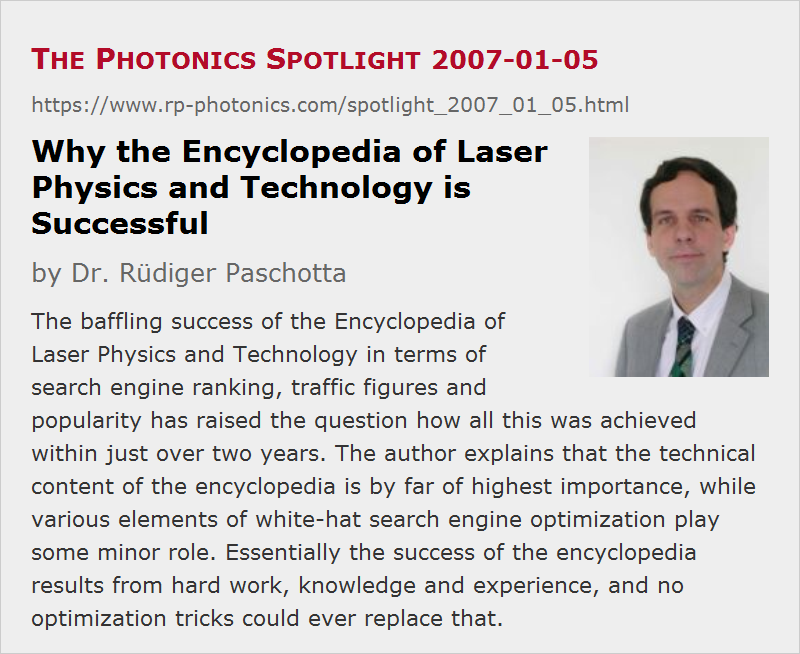 The Photonics Spotlight 2007-01-05
https://www.rp-photonics.com/spotlight_2007_01_05.html
Why the Encyclopedia of Laser
Physics and Technology is
Successful
by Dr. Rüdiger Paschotta
The baffling success of the Encyclopedia of
Laser Physics and Technology in terms of
search engine ranking, traffic figures and
popularity has raised the question how all this was achieved
within just over two years. The author explains that the technical
content of the encyclopedia is by far of highest importance, while
various elements of white-hat search engine optimization play
some minor role. Essentially the success of the encyclopedia
results from hard work, knowledge and experience, and no
optimization tricks could ever replace that.